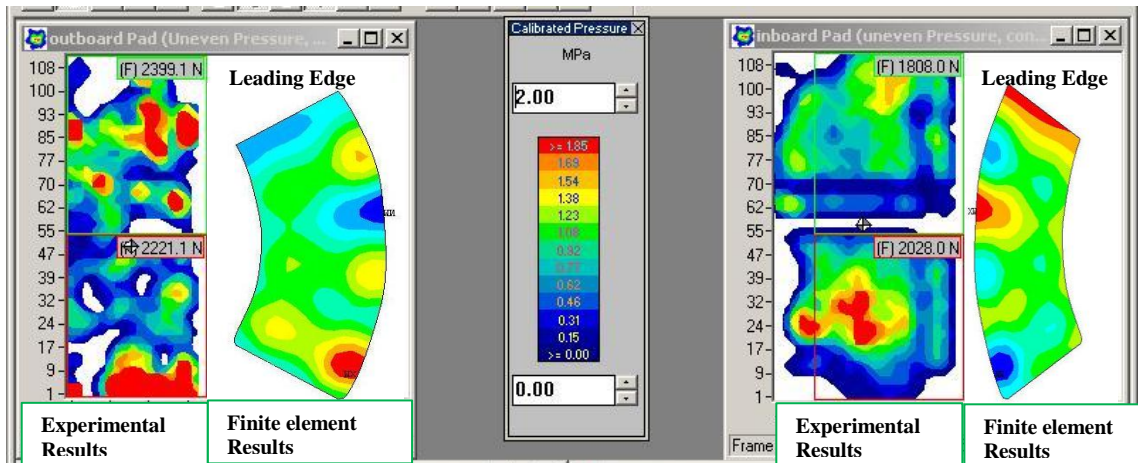 outboard Pad (Uneven Pressure, ...
108
100
93
85
77
70
62
55
47
39
32
24
17
9
1
(F) 2399.1 N
2221.1 N
Leading Edge
Experimental
Results
Finite element
Results
Calibrated Pressure
MPa
2.00
>= 1.85
1.69
1.54
1.38
1.23
1.08
0.92
0.77
0.62
0.46
0.31
0.15
>= 0.00
0.00
inboard Pad (uneven Pressure, con...
108
100
93
85
77
70
62
55
47
39
32
24
17
9
1
(F) 1808.0 N
(F) 2028.0 N
Leading Edge
Frame
Experimental
Results
Finite element
Results